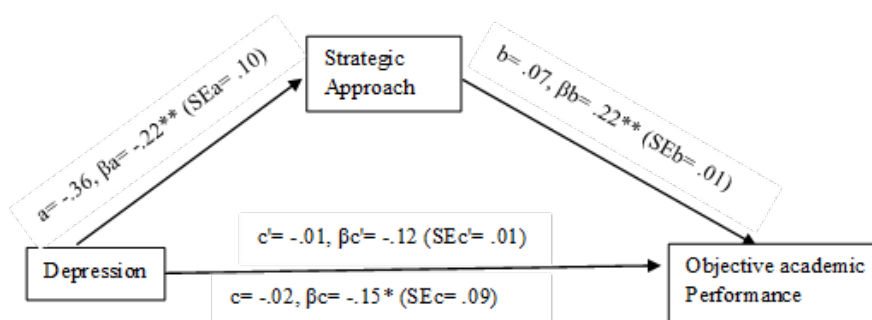 Strategic
Approach
a= -.36, βa= -.22** (SEa= .10)
b= .07, βb= .22** (SEb= .01)
c'= -.01, βc'= -.12 (SEc'= .01)
Depression
Objective academic
Performance
c= -.02, βc= -.15* (SEc= .09)